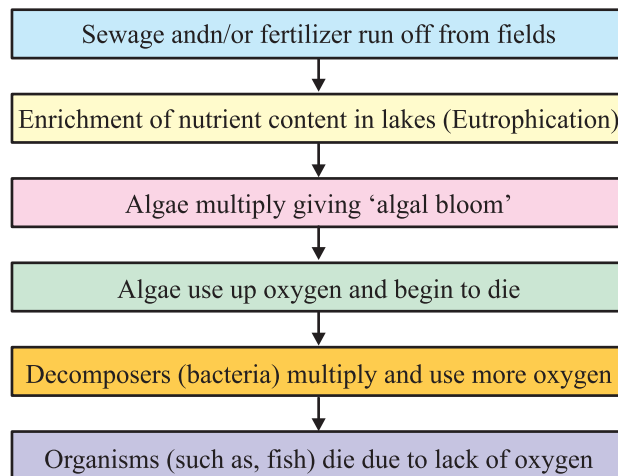 Sewage andn/or fertilizer run off from fields
Enrichment of nutrient content in lakes (Eutrophication)
Algae multiply giving ‘algal bloom’
Algae use up oxygen and begin to die
Decomposers (bacteria) multiply and use more oxygen
Organisms (such as, fish) die due to lack of oxygen